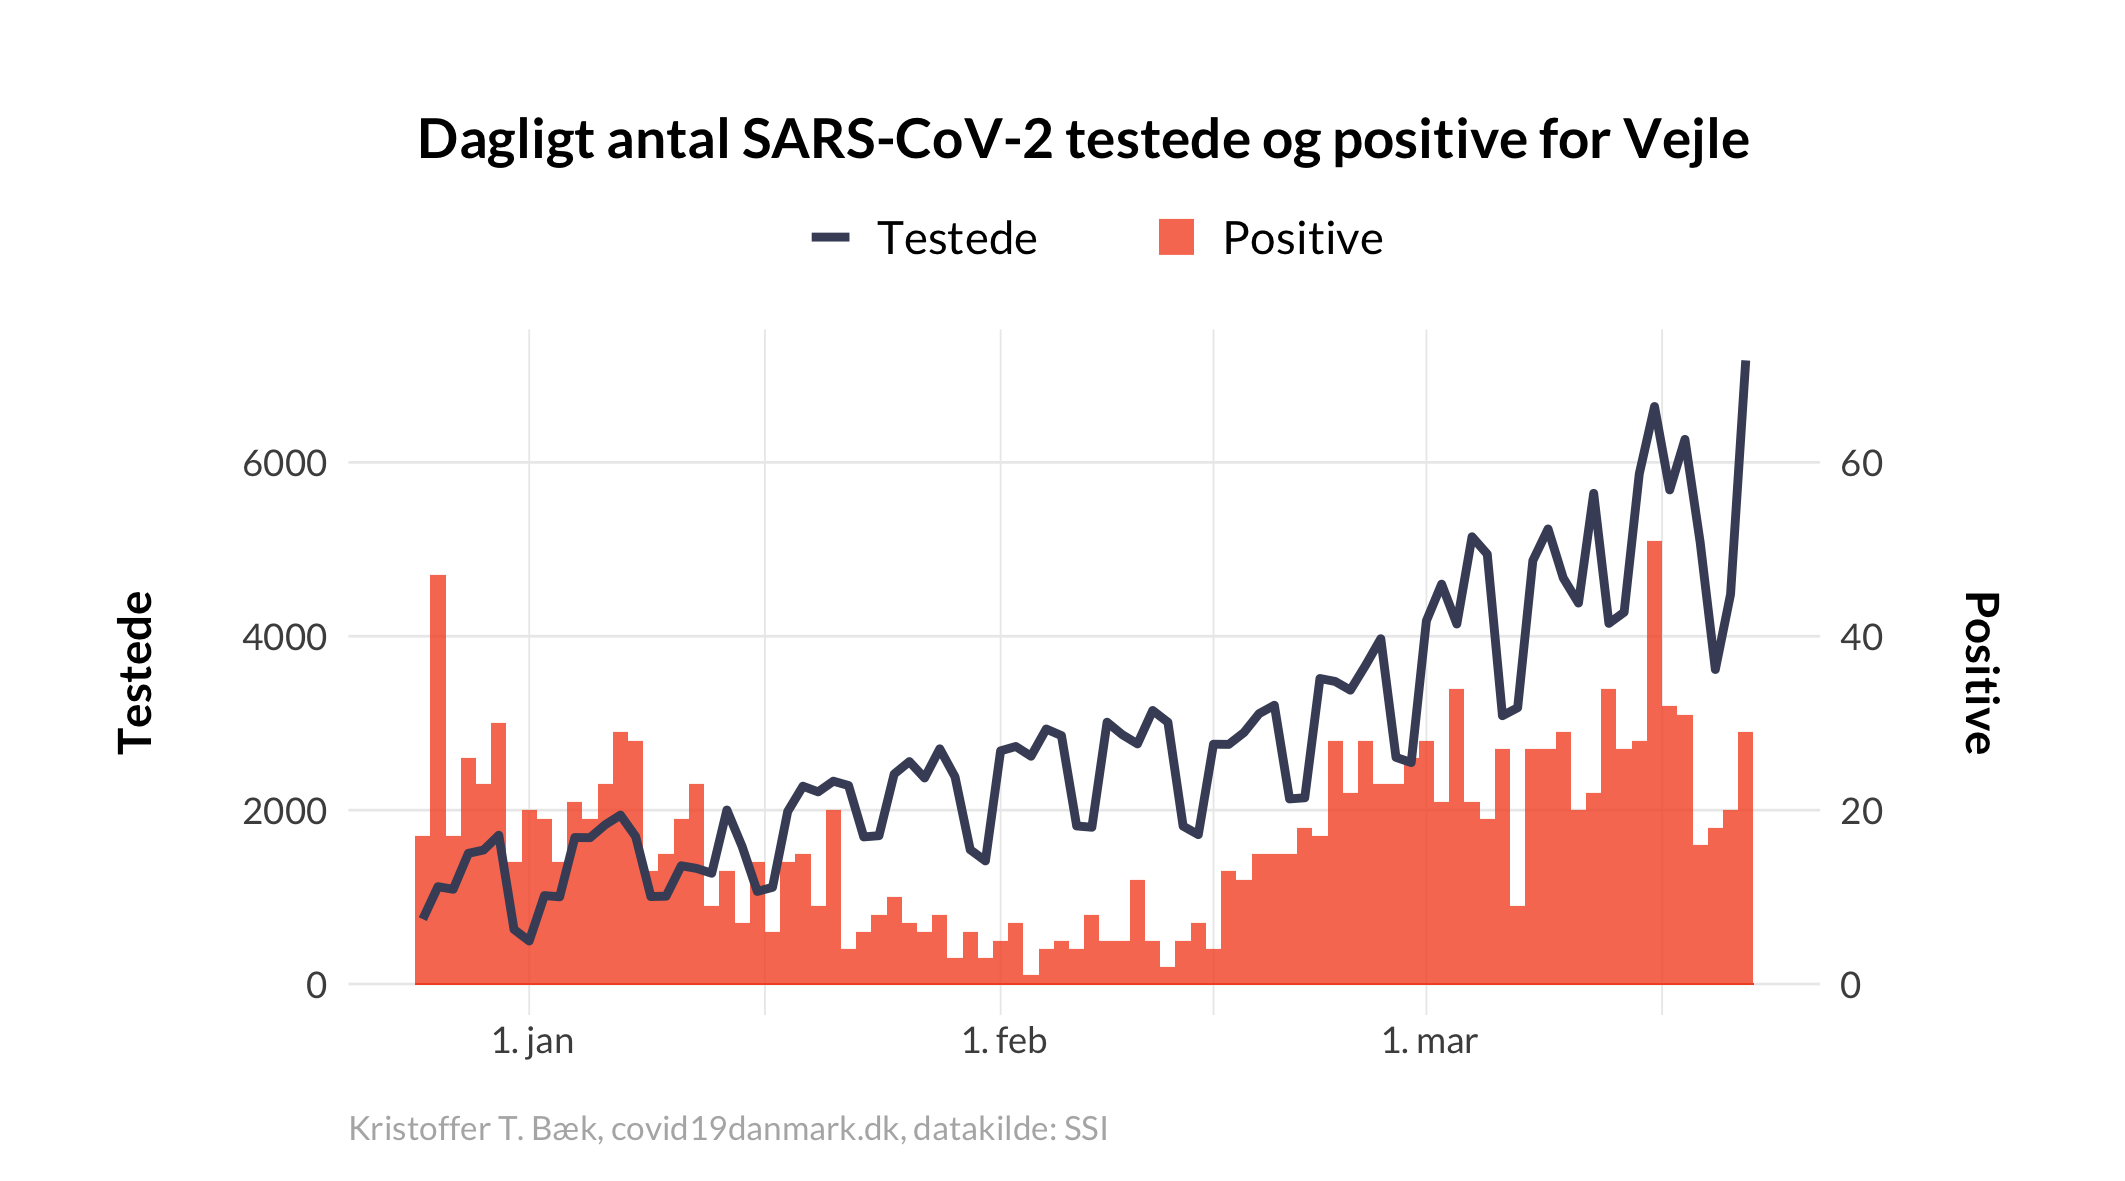 Dagligt antal SARS-CoV-2 testede og positive for Vejle
Testede
Positive
Testede
6000
4000
2000
0
60
40
20
0
Positive
1. jan
1. feb
1. mar
Kristoffer T. Bæk, covid19danmark.dk, datakilde: SSI